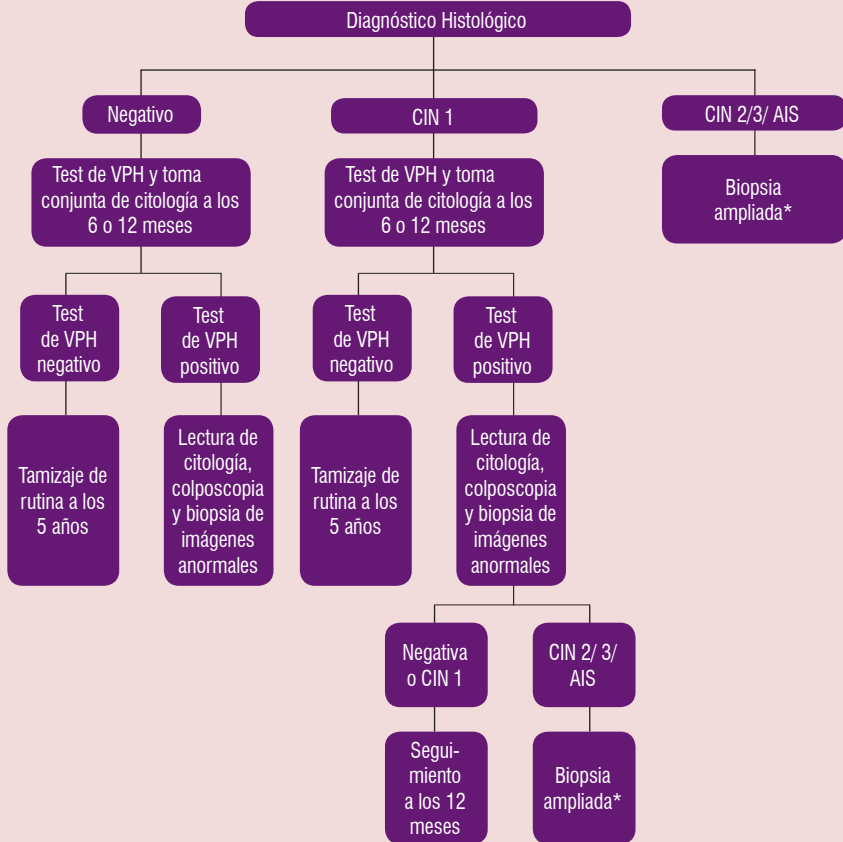 Diagnóstico Histológico
Negativo
CIN 1
CIN 2/3/ AIS
Test de VPH y toma
conjunta de citología a los
6 o 12 meses
Test de VPH y toma
conjunta de citología a los
6 o 12 meses
Biopsia
ampliada*
Test
de VPH
negativo
Test
de VPH
positivo
Test
de VPH
negativo
Test
de VPH
positivo
Tamizaje de
rutina a los
5 años
Lectura de
citología,
colposcopia
y biopsia de
imágenes
anormales
Tamizaje de
rutina a los
5 años
Lectura de
citología,
colposcopia
y biopsia de
imágenes
anormales
Negativa
o CIN 1
CIN 2/ 3/
AIS
Segui-
miento
a los 12
meses
Biopsia
ampliada*